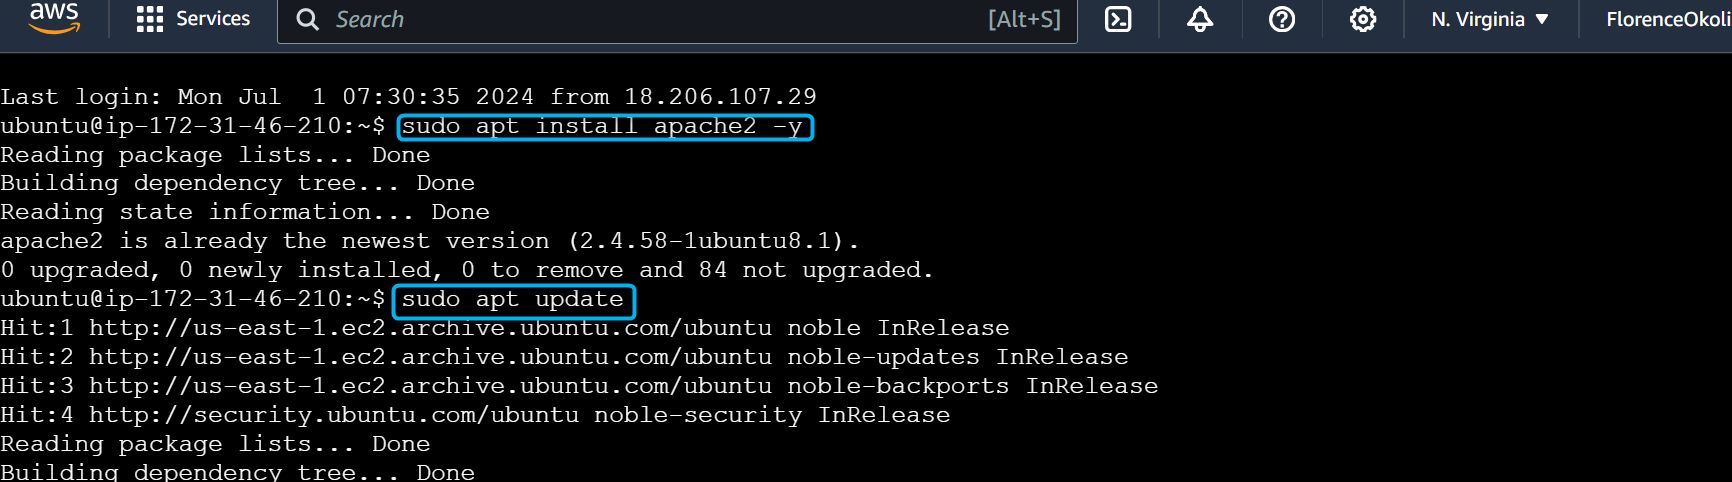 aws
Services
Search
[Alt+S]
N. Virginia
FlorenceOkoli
Last login: Mon Jul  1 07:30:35 2024 from 18.206.107.29
ubuntu@ip-172-31-46-210:~$ sudo apt install apache2 -y
Reading package lists... Done
Building dependency tree... Done
Reading state information... Done
apache2 is already the newest version (2.4.58-1ubuntu8.1).
0 upgraded, 0 newly installed, 0 to remove and 84 not upgraded.
ubuntu@ip-172-31-46-210:~$ sudo apt update
Hit:1 http://us-east-1.ec2.archive.ubuntu.com/ubuntu noble InRelease
Hit:2 http://us-east-1.ec2.archive.ubuntu.com/ubuntu noble-updates InRelease
Hit:3 http://us-east-1.ec2.archive.ubuntu.com/ubuntu noble-backports InRelease
Hit:4 http://security.ubuntu.com/ubuntu noble-security InRelease
Reading package lists... Done
Building dependency tree... Done